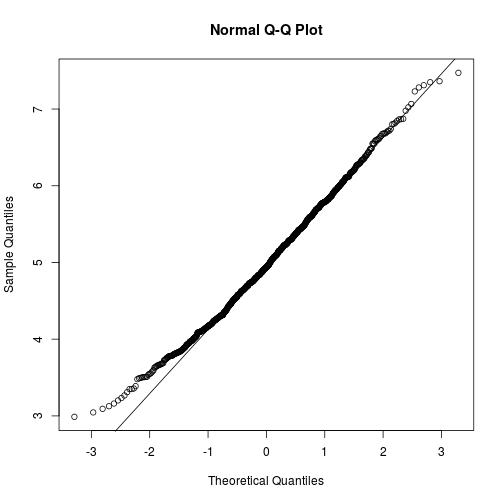 Normal Q-Q Plot
Sample Quantiles
7
6
5
4
3
-3 -2 -1 0 1 2 3
Theoretical Quantiles